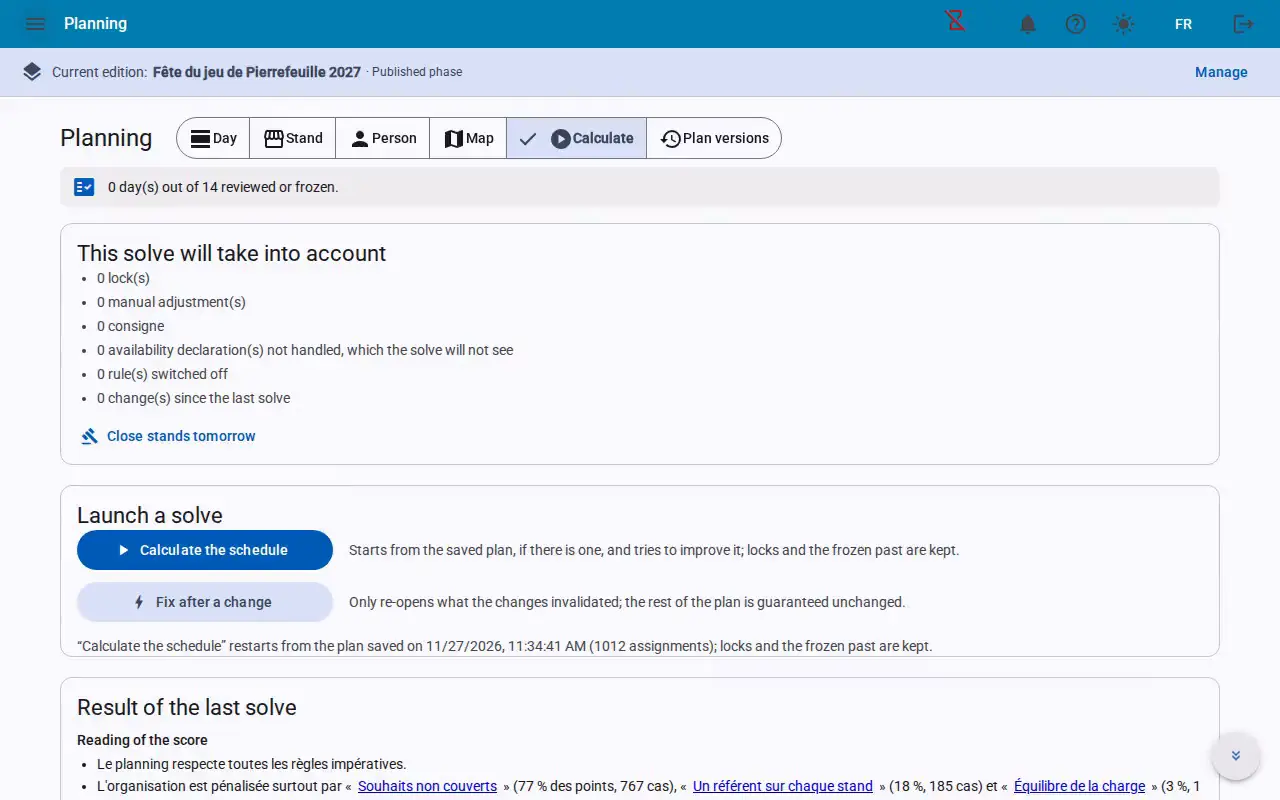 Planning
FR
Current edition: Fête du jeu de Pierrefeuille 2027 · Published phase
Manage
Planning
Day
Stand
Person
Map
Calculate
Plan versions
0 day(s) out of 14 reviewed or frozen.
This solve will take into account
• 0 lock(s)
• 0 manual adjustment(s)
• 0 consigne
• 0 availability declaration(s) not handled, which the solve will not see
• 0 rule(s) switched off
• 0 change(s) since the last solve
Close stands tomorrow
Launch a solve
Calculate the schedule
Starts from the saved plan, if there is one, and tries to improve it; locks and the frozen past are kept.
Fix after a change
Only re-opens what the changes invalidated; the rest of the plan is guaranteed unchanged.
“Calculate the schedule” restarts from the plan saved on 11/27/2026, 11:34:41 AM (1012 assignments); locks and the frozen past are kept.
Result of the last solve
Reading of the score
• Le planning respecte toutes les règles impératives.
• L'organisation est pénalisée surtout par « Souhaits non couverts » (77 % des points, 767 cas), « Un référent sur chaque stand » (18 %, 185 cas) et « Équilibre de la charge » (3 %, 1